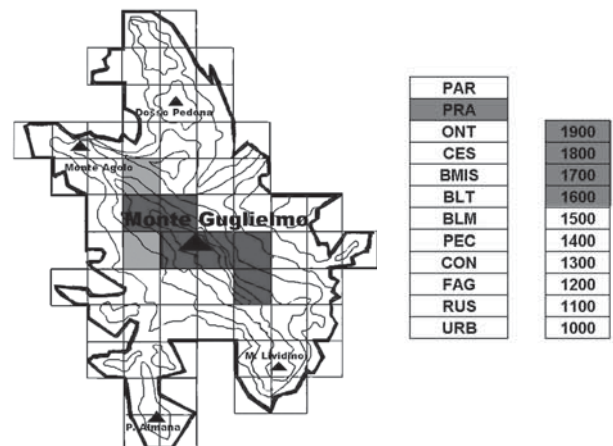 Dosso Pedona
Monte Agolo
Monte Guglielmo
M. Lividino
P. Almana
PAR
PRA
ONT
CES
BMIS
BLT
BLM
PEC
CON
FAG
RUS
URB
1900
1800
1700
1600
1500
1400
1300
1200
1100
1000